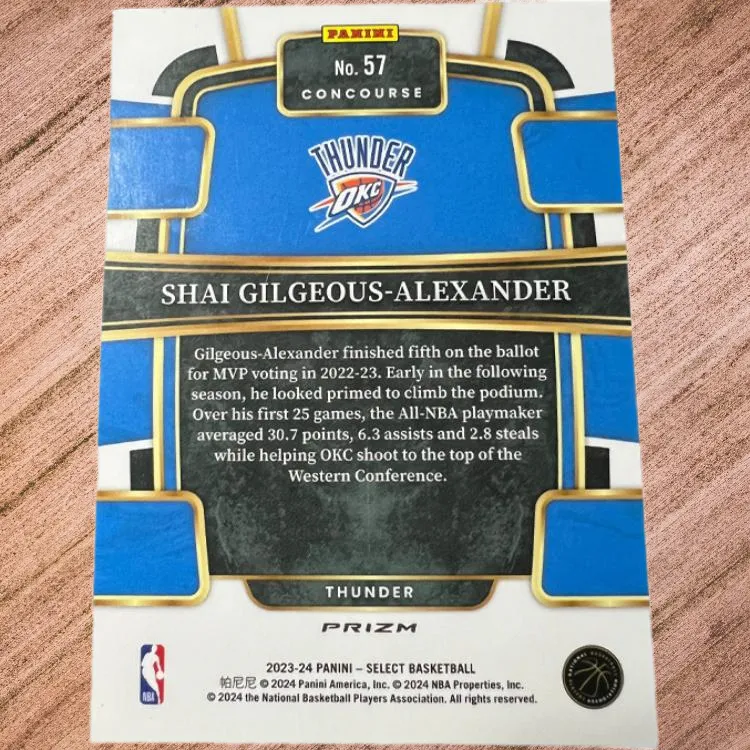 PANINI
No. 57
CONCOURSE
THUNDER
OKC
SHAI GILGEOUS-ALEXANDER
Gilgeous-Alexander finished fifth on the ballot
for MVP voting in 2022-23. Early in the following
season, he looked primed to climb the podium.
Over his first 25 games, the All-NBA playmaker
averaged 30.7 points, 6.3 assists and 2.8 steals
while helping OKC shoot to the top of the
Western Conference.
THUNDER
PRIZM
NBA
2023-24 PANINI – SELECT BASKETBALL
帕尼尼 © 2024 Panini America, Inc. © 2024 NBA Properties, Inc.
© 2024 the National Basketball Players Association. All rights reserved.